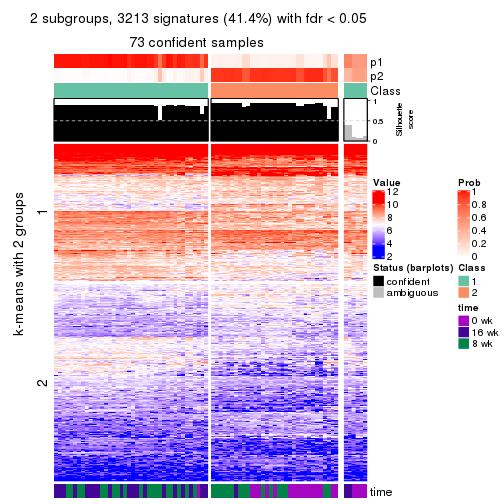 2 subgroups, 3213 signatures (41.4%) with fdr < 0.05
73 confident samples
p1
p2
Class
1
0.5
0
Silhouette
score
k-means with 2 groups
1
2
time
Value
12
10
8
6
4
2
Prob
1
0.8
0.6
0.4
0.2
0
Status (barplots)
confident
ambiguous
Class
1
2
time
0 wk
16 wk
8 wk